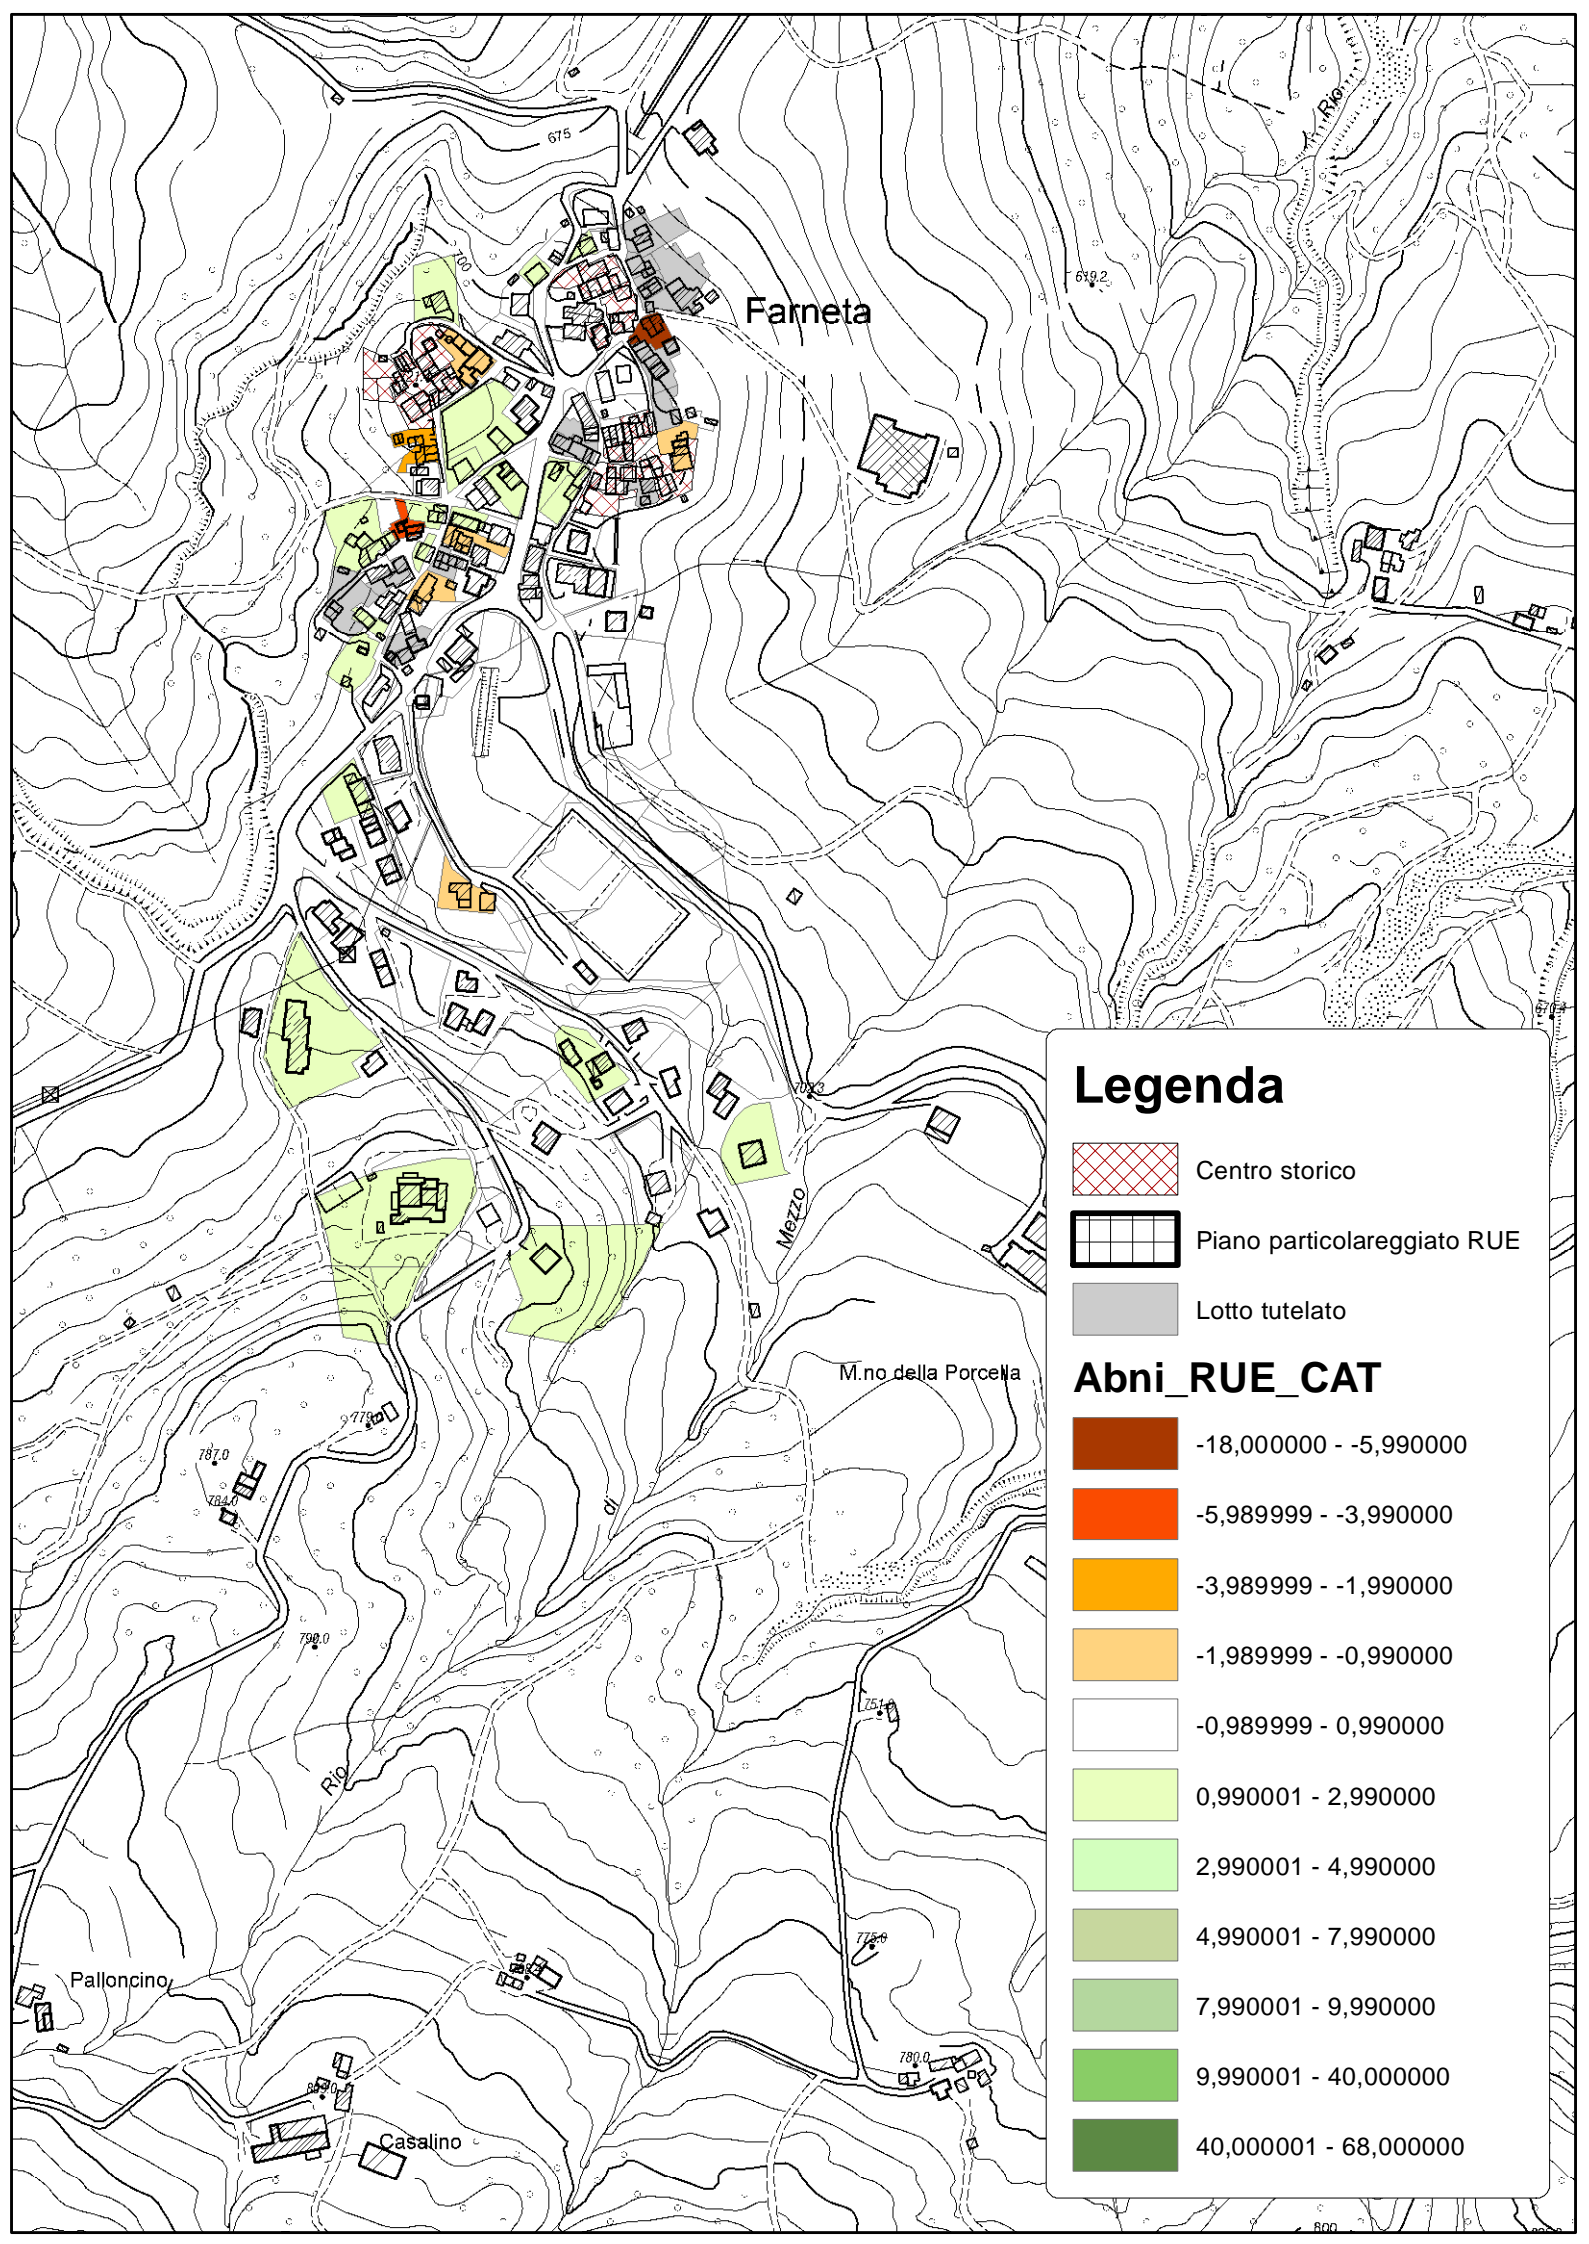 Rio
675
700
619.2
Farneta
670.4
703.3
Mezzo
M.no della Porcella
779.
787.0
784.0
di
790.0
751.0
Rio
775.0
Palloncino
780.0
Casalino
800
Legenda
Centro storico
Piano particolareggiato RUE
Lotto tutelato
Abni_RUE_CAT
-18,000000 - -5,990000
-5,989999 - -3,990000
-3,989999 - -1,990000
-1,989999 - -0,990000
-0,989999 - 0,990000
0,990001 - 2,990000
2,990001 - 4,990000
4,990001 - 7,990000
7,990001 - 9,990000
9,990001 - 40,000000
40,000001 - 68,000000